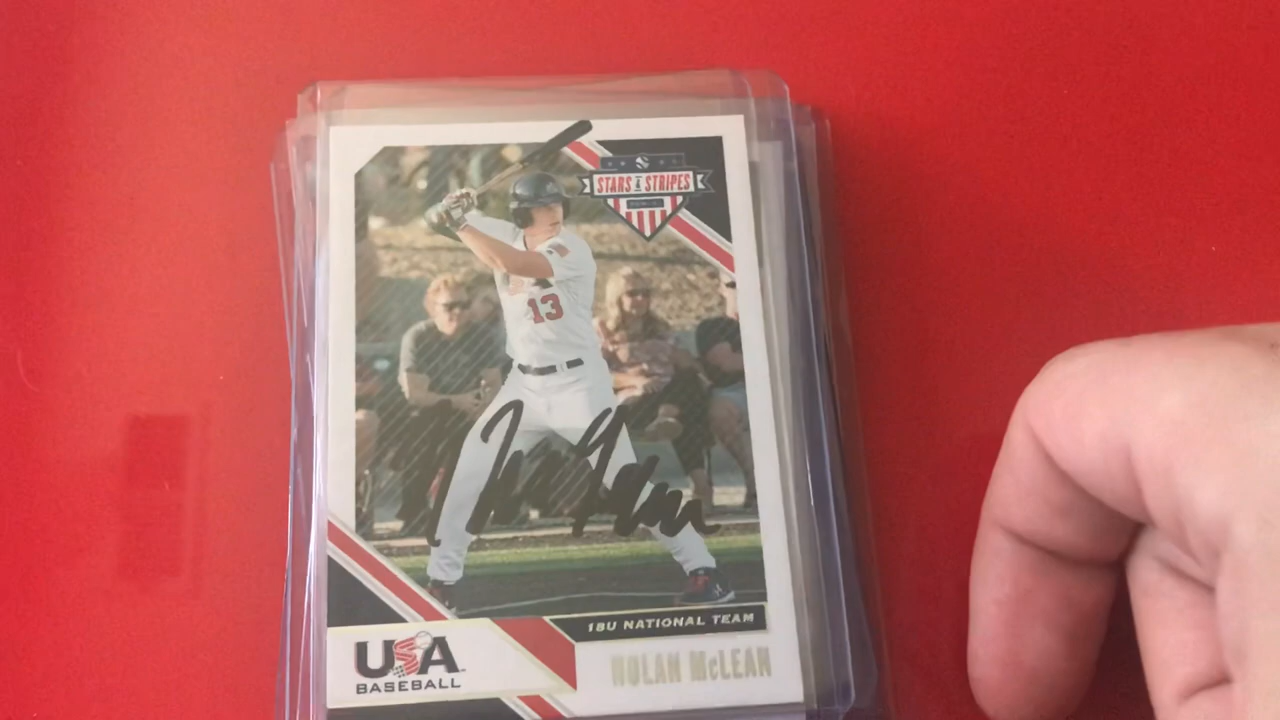 STARS & STRIPES
13
18U NATIONAL TEAM
USA
BASEBALL
NOLAN McLEAN